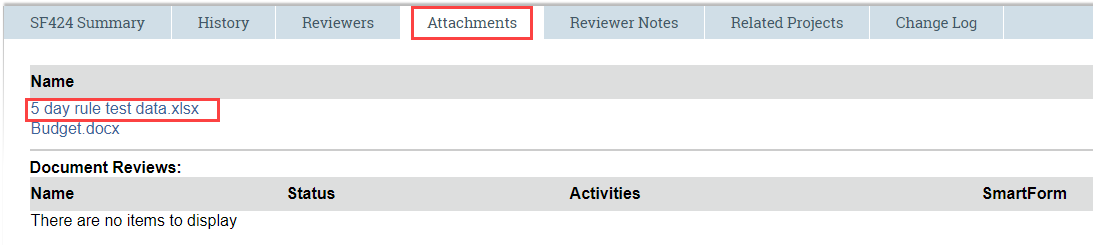 SF424 Summary History Reviewers Attachments Reviewer Notes Related Projects Change Log
Name
5 day rule test data.xlsx
Budget.docx
Document Reviews:
Name Status Activities SmartForm
There are no items to display